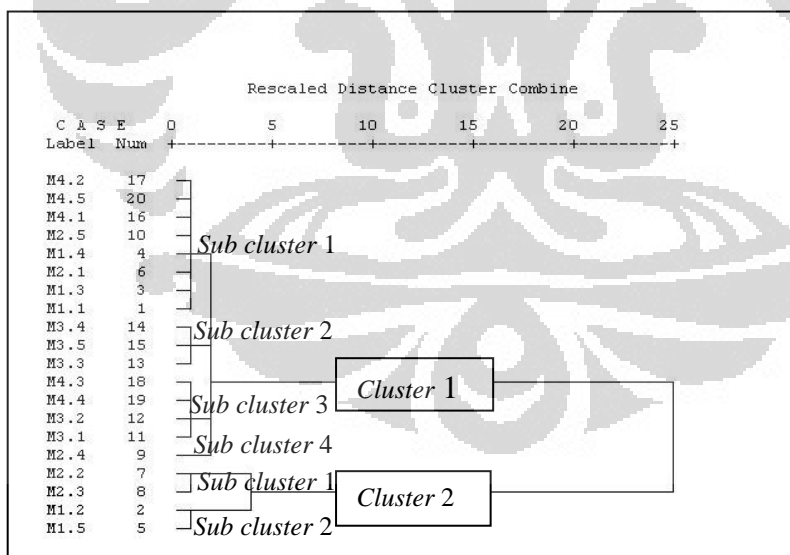 Rescaled Distance Cluster Combine
C A S E 0 5 10 15 20 25
Label Num +---------+---------+---------+---------+---------+
M4.2 17
M4.5 20
M4.1 16
M2.5 10
Sub cluster 1
M1.4 4
M2.1 6
M1.3 3
M1.1 1
M3.4 14
Sub cluster 2
M3.5 15
M3.3 13
M4.3 18
Cluster 1
M4.4 19
Sub cluster 3
M3.2 12
M3.1 11
Sub cluster 4
M2.4 9
M2.2 7
Sub cluster 1
M2.3 8
Cluster 2
M1.2 2
M1.5 5
Sub cluster 2